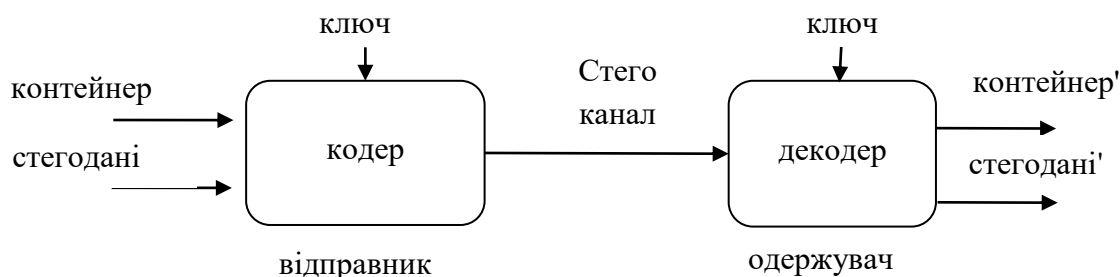 ключ
ключ
Стего
канал
контейнер
контейнер'
кодер
декодер
стегодані
стегодані'
відправник
одержувач